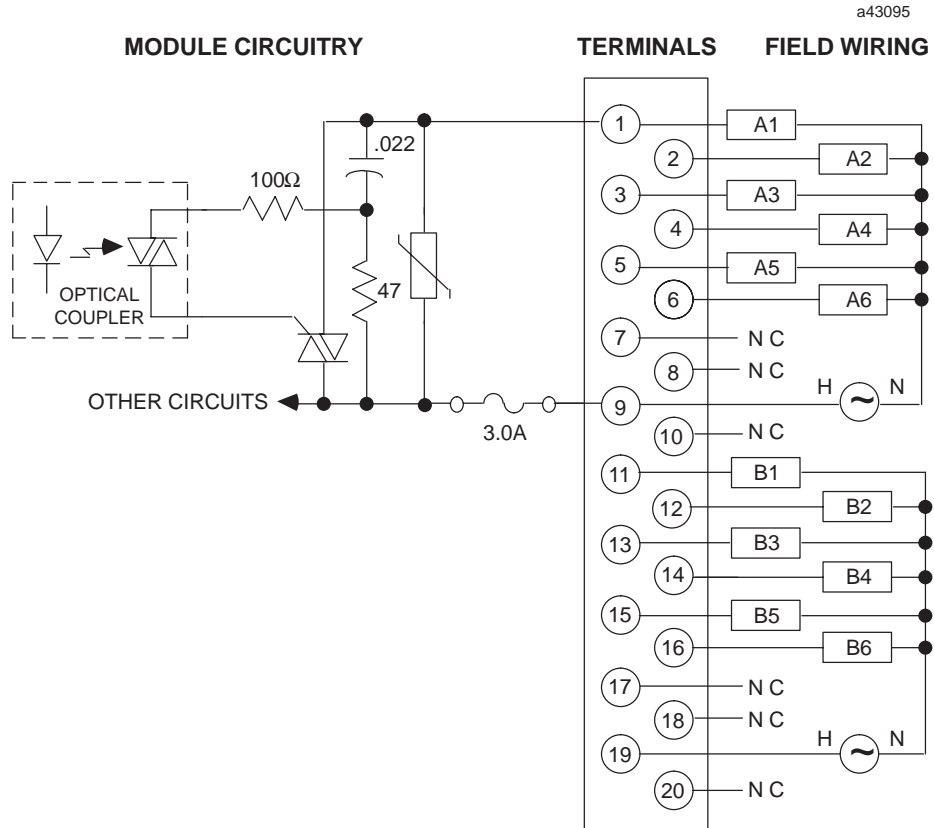 a43095
MODULE CIRCUITRY
TERMINALS
FIELD WIRING
1
A1
.022
2
A2
100Ω
3
A3
4
A4
5
A5
47
6
A6
OPTICAL
COUPLER
7
N C
8
N C
H
N
~
OTHER CIRCUITS
9
3.0A
10
N C
11
B1
12
B2
13
B3
14
B4
15
B5
16
B6
17
N C
18
N C
H
N
~
19
20
N C